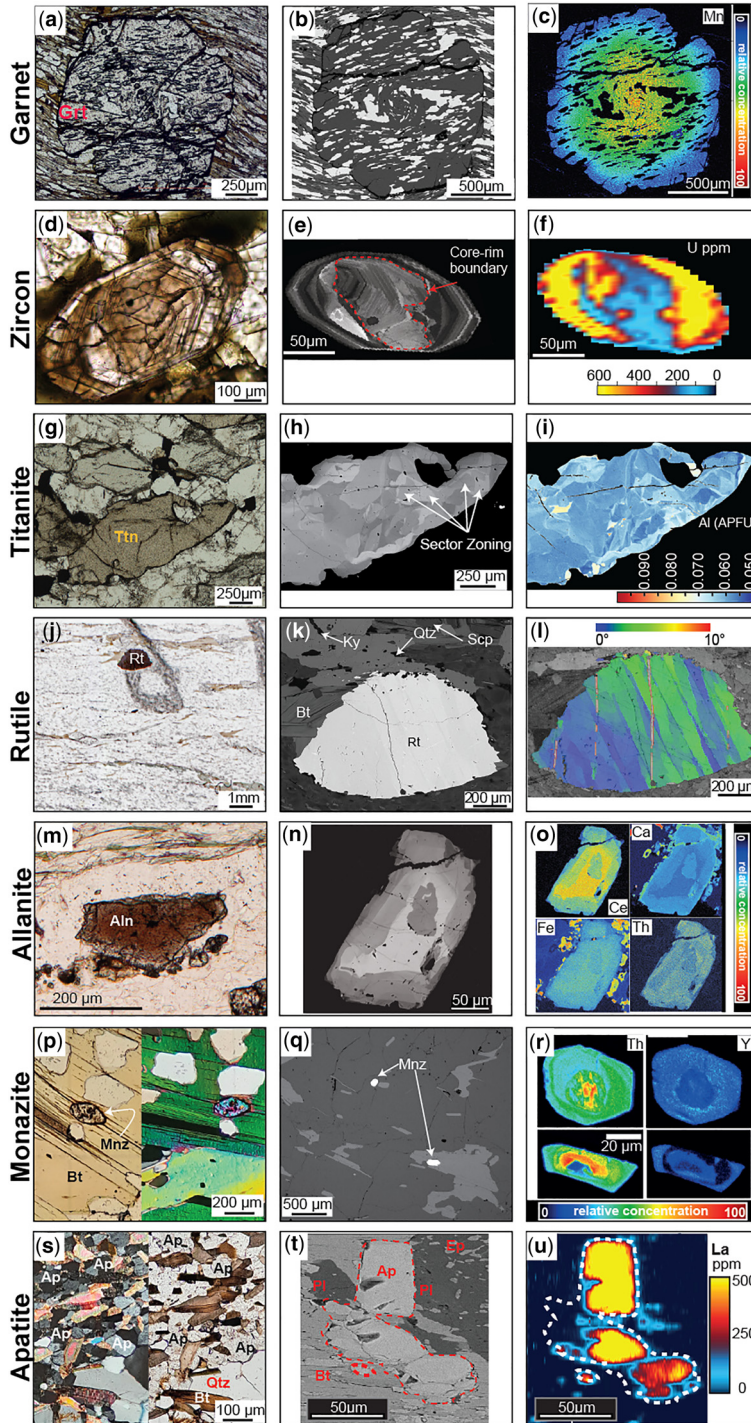 Garnet
(a)
Grt
250µm
(b)
500µm
(c)
Mn
500µm
0
relative concentration
100
Zircon
(d)
100 µm
(e)
Core-rim
boundary
50µm
(f)
U ppm
50µm
600
400
200
0
Titanite
(g)
Ttn
250µm
(h)
Sector Zoning
250 µm
(i)
Al (APFU
0.090
0.080
0.070
0.060
Rutile
(j)
Rt
1mm
(k)
Ky
Qtz
Scp
Bt
Rt
200 µm
(l)
0°
10°
200 µm
Allanite
(m)
Aln
200 µm
(n)
50 µm
(o)
Ca
Ce
Fe
Th
0
relative concentration
100
Monazite
(p)
Mnz
Bt
200 µm
(q)
Mnz
500 µm
(r)
Th
Y
20 µm
0
relative concentration
100
Apatite
(s)
Ap
Ap
Ap
Ap
Ap
Ap
Ap
Ap
Qtz
Bt
100 µm
(t)
Ep
Ap
Pl
Pl
Bt
50µm
(u)
La
ppm
500
250
0
50µm